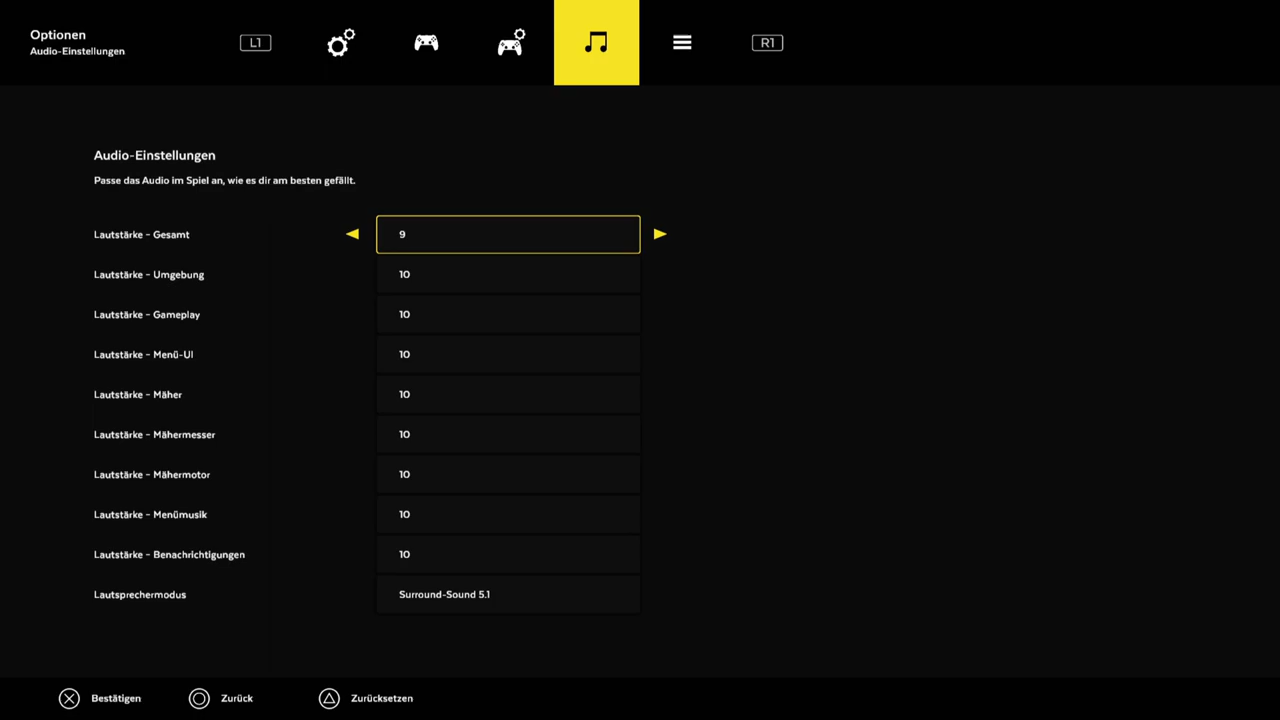 Optionen
Audio-Einstellungen
L1
R1
Audio-Einstellungen
Passe das Audio im Spiel an, wie es dir am besten gefällt.
Lautstärke - Gesamt 9
Lautstärke - Umgebung 10
Lautstärke - Gameplay 10
Lautstärke - Menü-UI 10
Lautstärke - Mäher 10
Lautstärke - Mähermesser 10
Lautstärke - Mähermotor 10
Lautstärke - Menümusik 10
Lautstärke - Benachrichtigungen 10
Lautsprechermodus Surround-Sound 5.1
Bestätigen Zurück Zurücksetzen